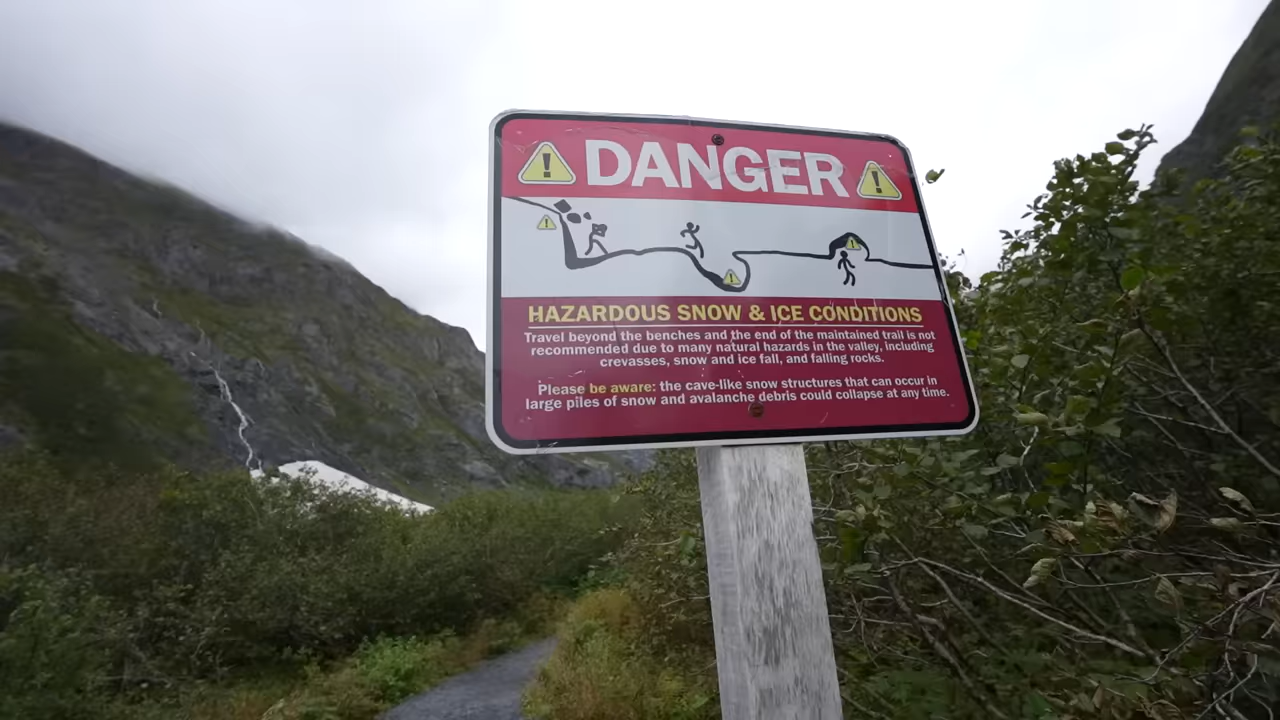 DANGER
HAZARDOUS SNOW & ICE CONDITIONS
Travel beyond the benches and the end of the maintained trail is not
recommended due to many natural hazards in the valley, including
crevasses, snow and ice fall, and falling rocks.
Please be aware: the cave-like snow structures that can occur in
large piles of snow and avalanche debris could collapse at any time.